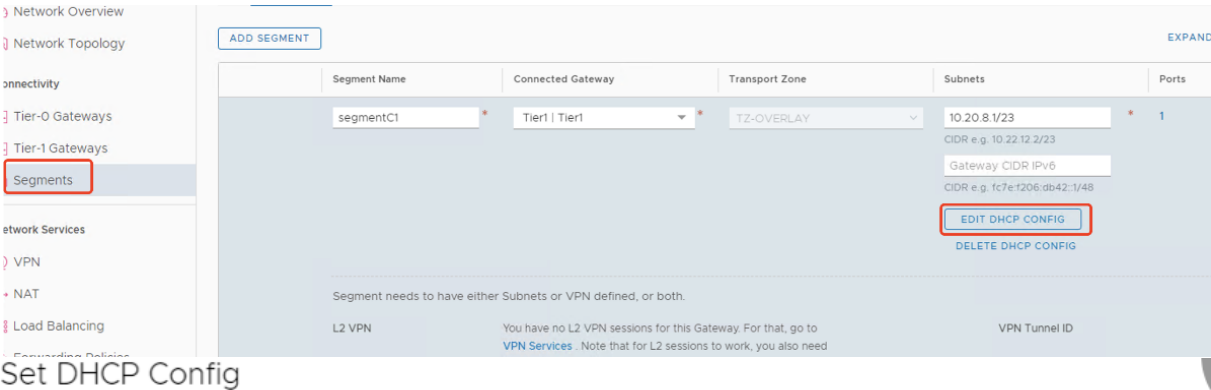 Network Overview
Network Topology
onnectivity
Tier-0 Gateways
Tier-1 Gateways
Segments
etwork Services
VPN
NAT
Load Balancing
Forwarding Policies
ADD SEGMENT
EXPAND
Segment Name Connected Gateway Transport Zone Subnets Ports
segmentC1 * Tier1 | Tier1 * TZ-OVERLAY 10.20.8.1/23 * 1
CIDR e.g. 10.22.12.2/23
Gateway CIDR IPv6
CIDR e.g. fc7e:f206:db42::1/48
EDIT DHCP CONFIG
DELETE DHCP CONFIG
Segment needs to have either Subnets or VPN defined, or both.
L2 VPN You have no L2 VPN sessions for this Gateway. For that, go to VPN Tunnel ID
VPN Services . Note that for L2 sessions to work, you also need
Set DHCP Config